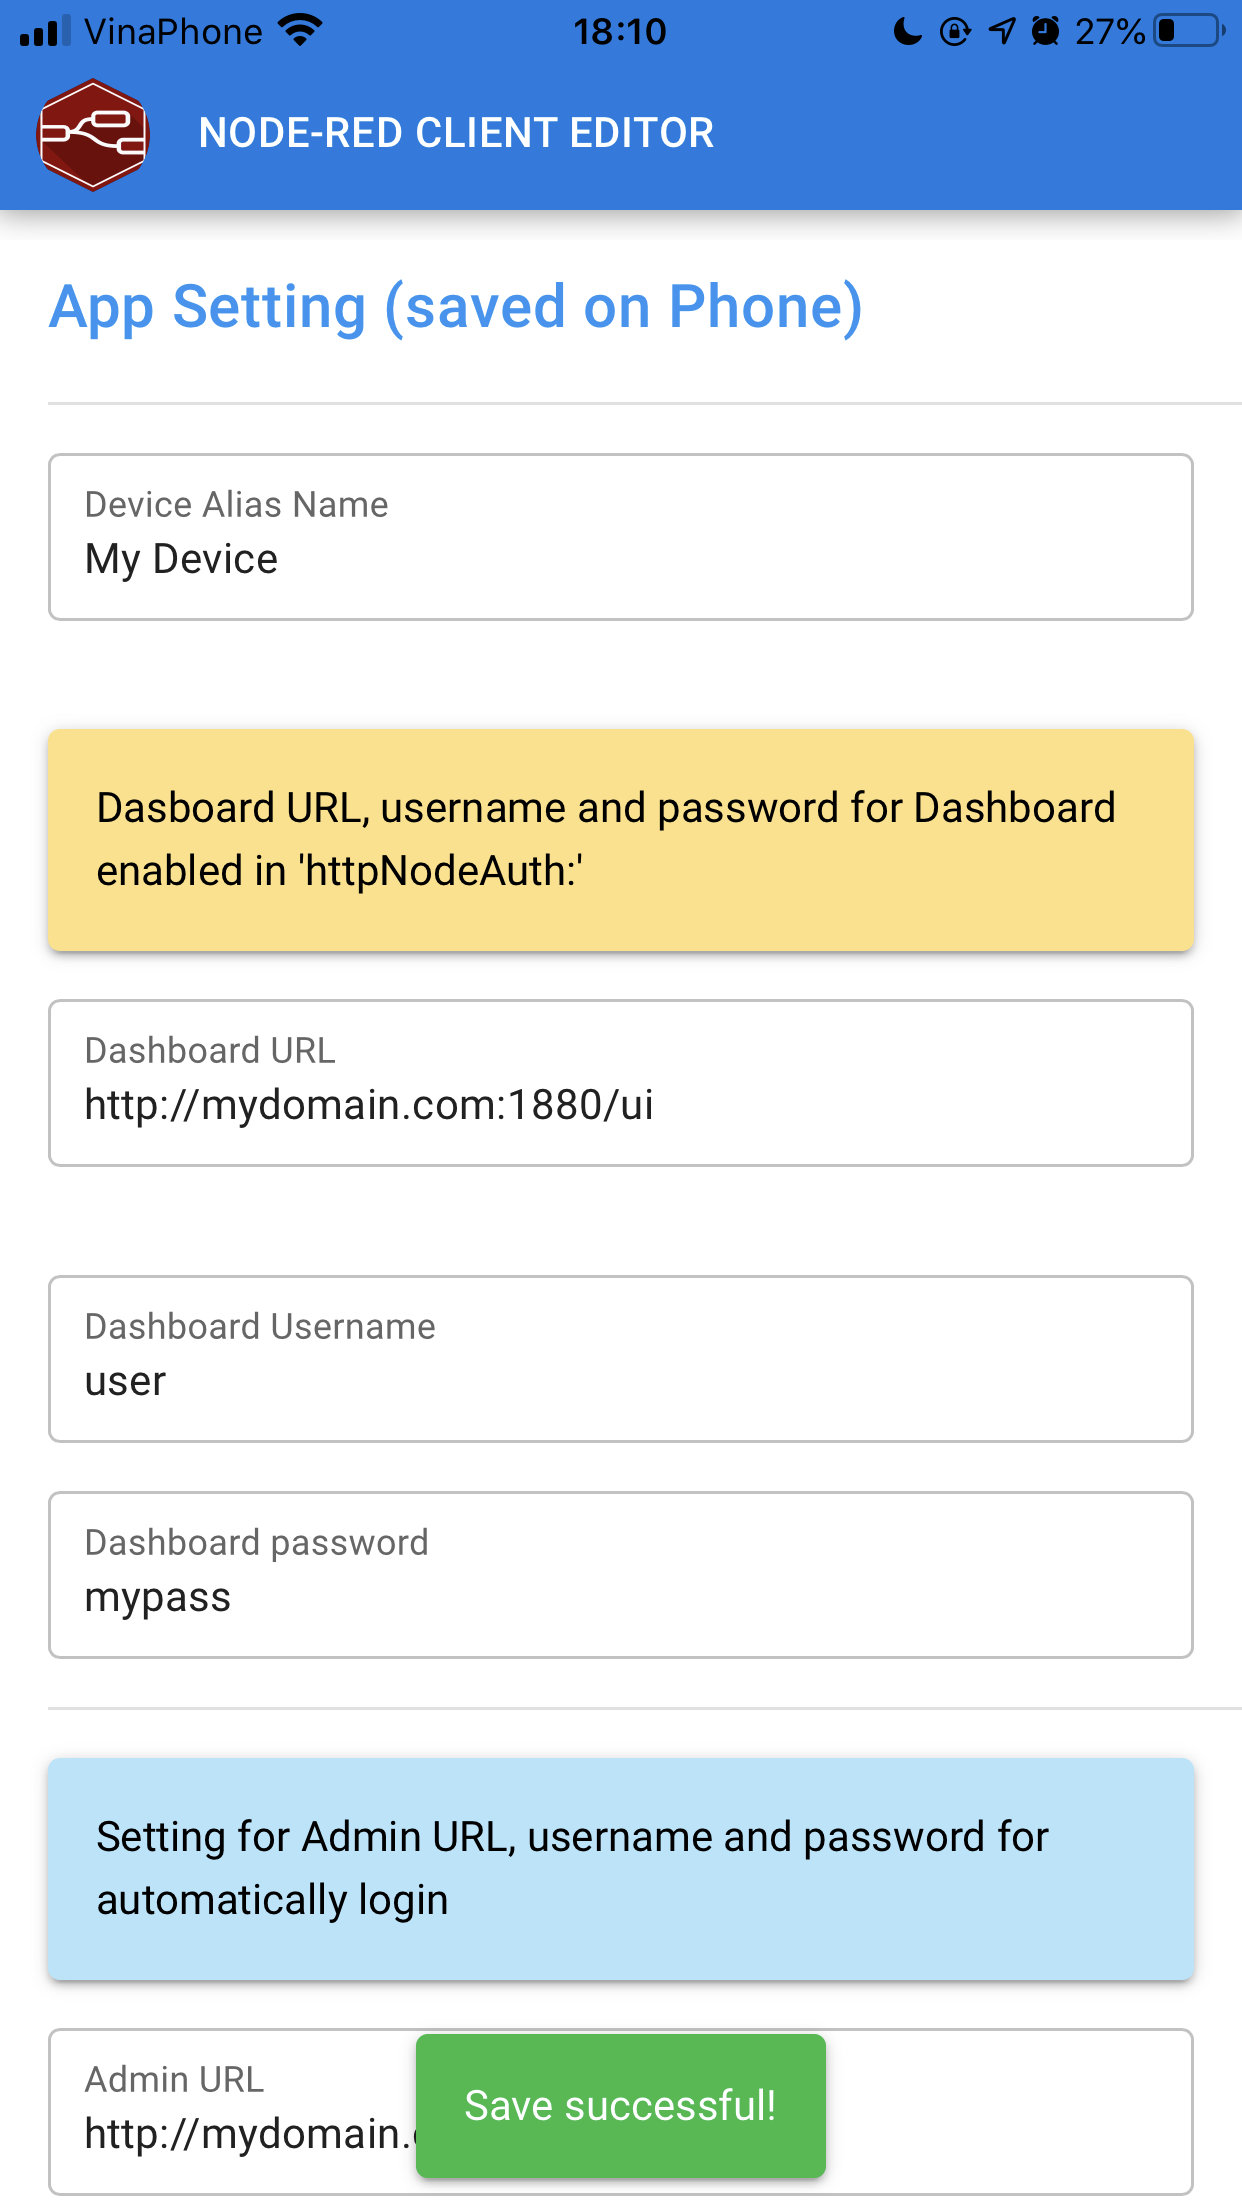 VinaPhone 18:10 27%
NODE-RED CLIENT EDITOR
App Setting (saved on Phone)
Device Alias Name
My Device
Dasboard URL, username and password for Dashboard
enabled in 'httpNodeAuth:'
Dashboard URL
http://mydomain.com:1880/ui
Dashboard Username
user
Dashboard password
mypass
Setting for Admin URL, username and password for
automatically login
Admin URL
http://mydomain.
Save successful!